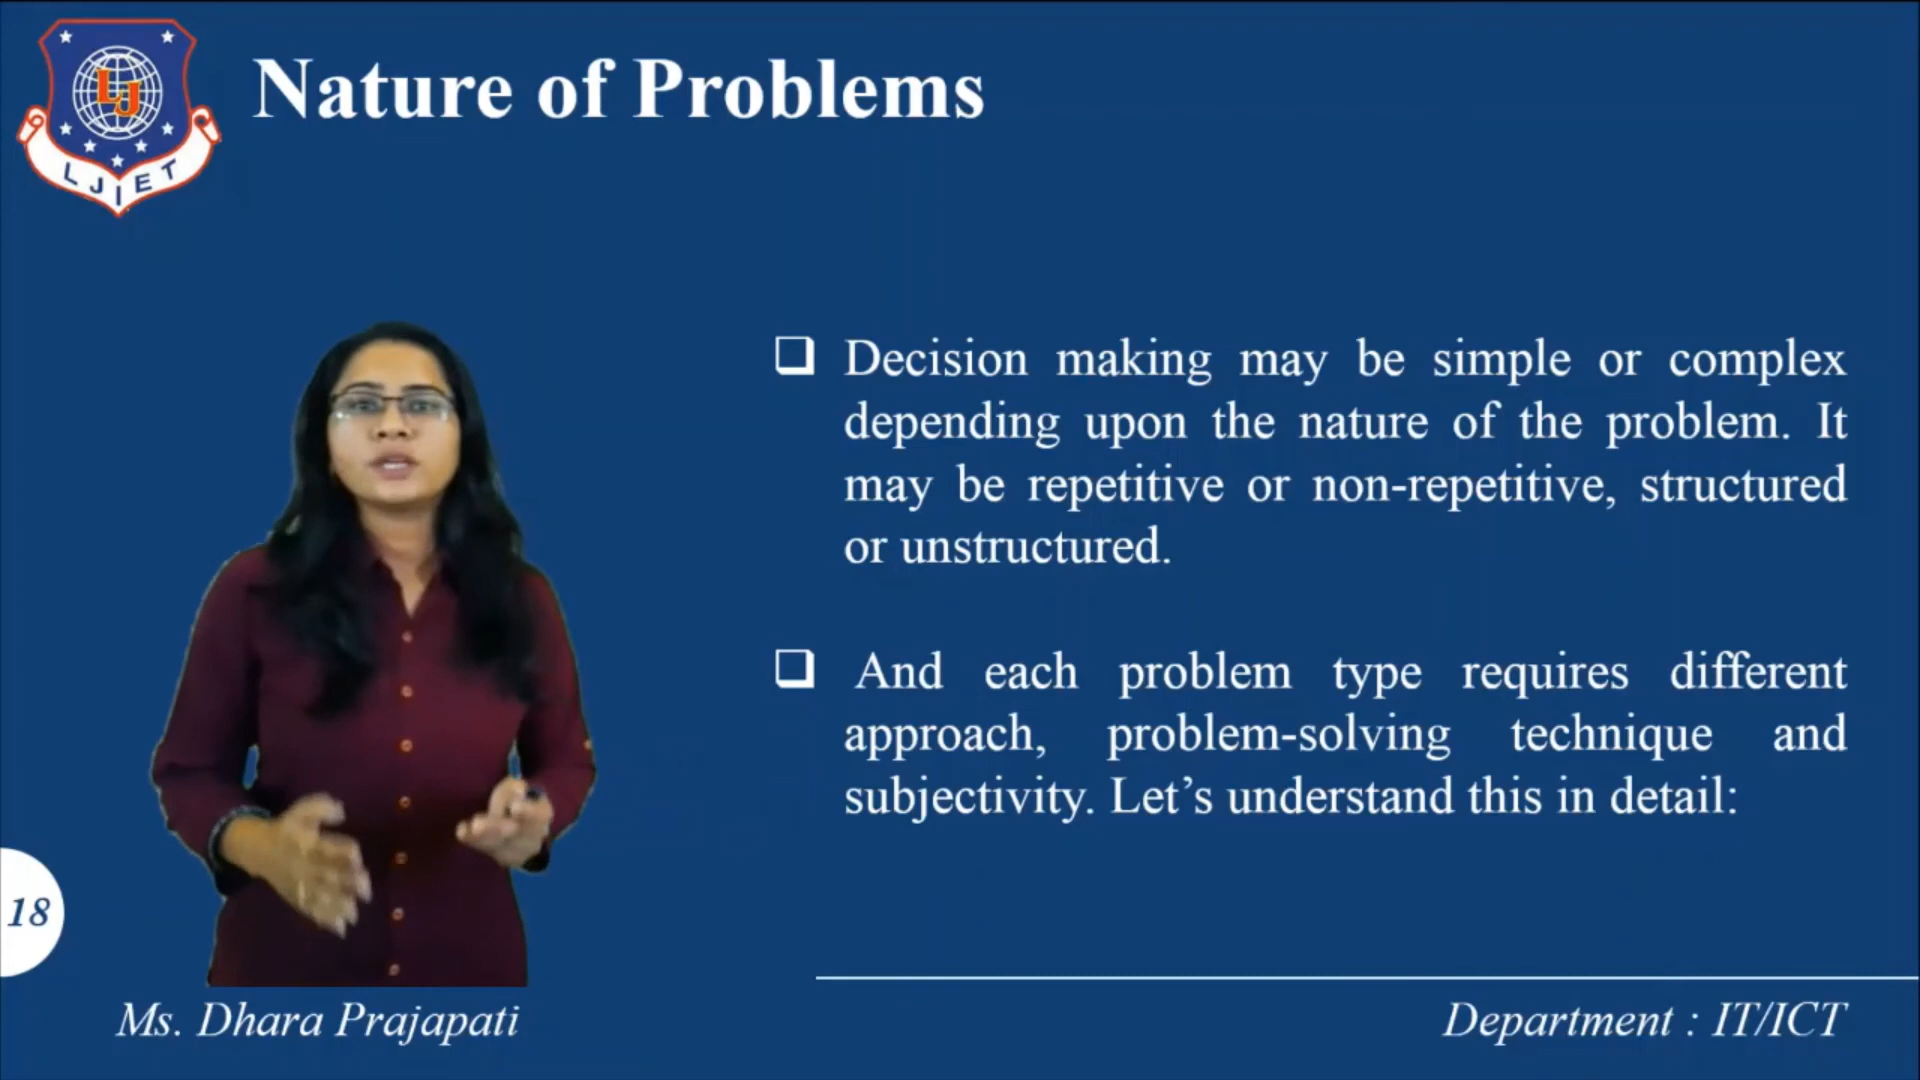 LJ
LJIET
Nature of Problems
Decision making may be simple or complex
depending upon the nature of the problem. It
may be repetitive or non-repetitive, structured
or unstructured.
And each problem type requires different
approach, problem-solving technique and
subjectivity. Let’s understand this in detail:
18
Ms. Dhara Prajapati
Department : IT/ICT